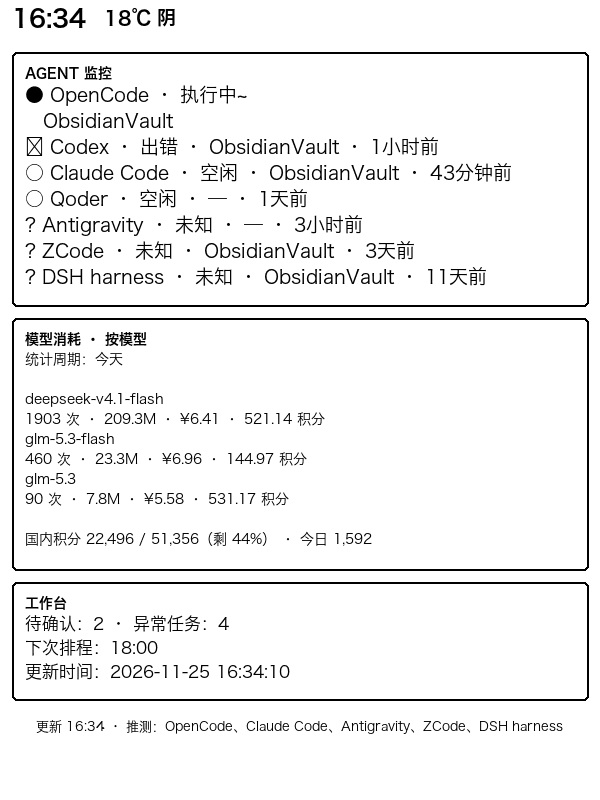 16:34 18℃ 阴
AGENT 监控
● OpenCode · 执行中~
ObsidianVault
☒ Codex · 出错 · ObsidianVault · 1小时前
○ Claude Code · 空闲 · ObsidianVault · 43分钟前
○ Qoder · 空闲 · — · 1天前
? Antigravity · 未知 · — · 3小时前
? ZCode · 未知 · ObsidianVault · 3天前
? DSH harness · 未知 · ObsidianVault · 11天前
模型消耗 · 按模型
统计周期：今天
deepseek-v4.1-flash
1903 次 · 209.3M · ¥6.41 · 521.14 积分
glm-5.3-flash
460 次 · 23.3M · ¥6.96 · 144.97 积分
glm-5.3
90 次 · 7.8M · ¥5.58 · 531.17 积分
国内积分 22,496 / 51,356（剩 44%） · 今日 1,592
工作台
待确认：2 · 异常任务：4
下次排程：18:00
更新时间：2026-11-25 16:34:10
更新 16:34 · 推测：OpenCode、Claude Code、Antigravity、ZCode、DSH harness